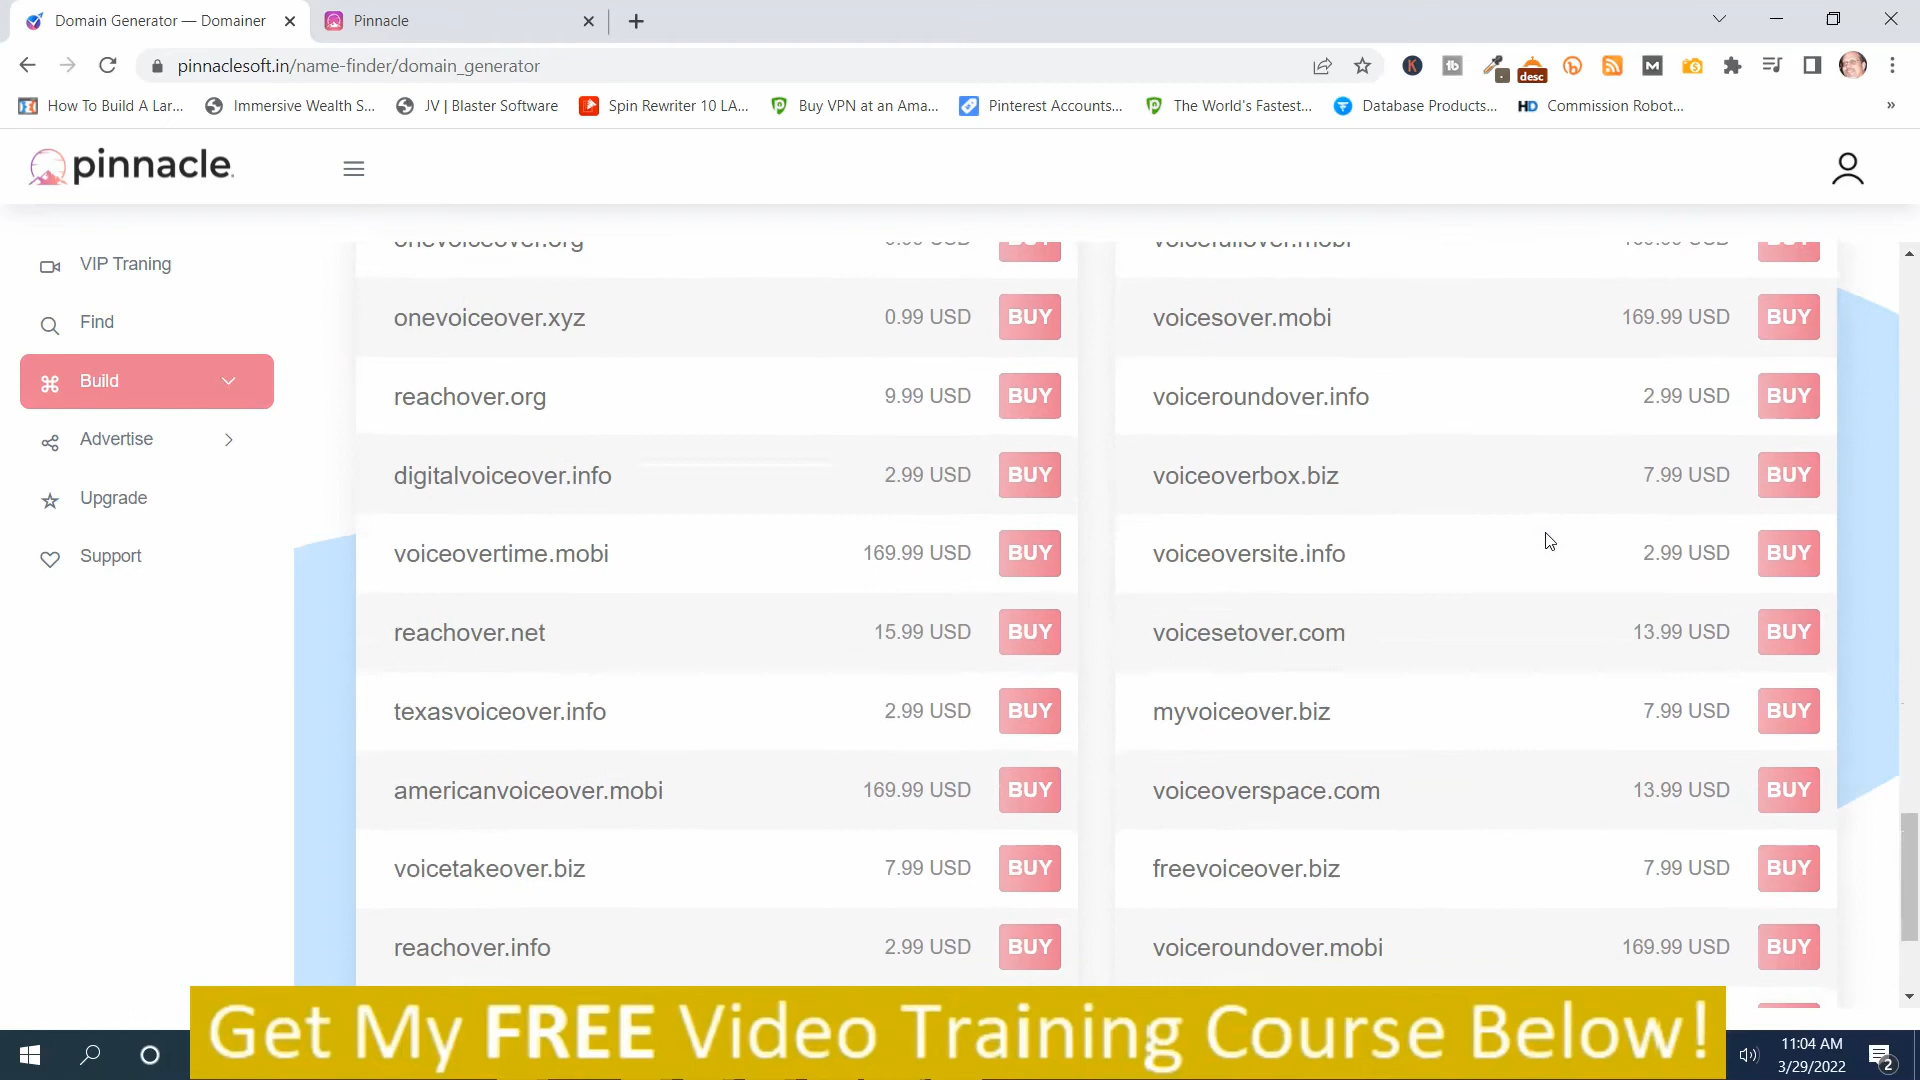 Domain Generator — Domainer
Pinnacle
pinnaclesoft.in/name-finder/domain_generator
desc
How To Build A Lar...
Immersive Wealth S...
JV | Blaster Software
Spin Rewriter 10 LA...
Buy VPN at an Ama...
Pinterest Accounts...
The World's Fastest...
Database Products...
HD Commission Robot...
»
pinnacle.
VIP Traning
Find
Build
Advertise
Upgrade
Support
onevoiceover.org
onevoiceover.xyz 0.99 USD BUY
reachover.org 9.99 USD BUY
digitalvoiceover.info 2.99 USD BUY
voiceovertime.mobi 169.99 USD BUY
reachover.net 15.99 USD BUY
texasvoiceover.info 2.99 USD BUY
americanvoiceover.mobi 169.99 USD BUY
voicetakeover.biz 7.99 USD BUY
reachover.info 2.99 USD BUY
voicesover.mobi 169.99 USD BUY
voiceroundover.info 2.99 USD BUY
voiceoverbox.biz 7.99 USD BUY
voiceoversite.info 2.99 USD BUY
voicesetover.com 13.99 USD BUY
myvoiceover.biz 7.99 USD BUY
voiceoverspace.com 13.99 USD BUY
freevoiceover.biz 7.99 USD BUY
voiceroundover.mobi 169.99 USD BUY
Get My FREE Video Training Course Below!
11:04 AM
3/29/2022
2